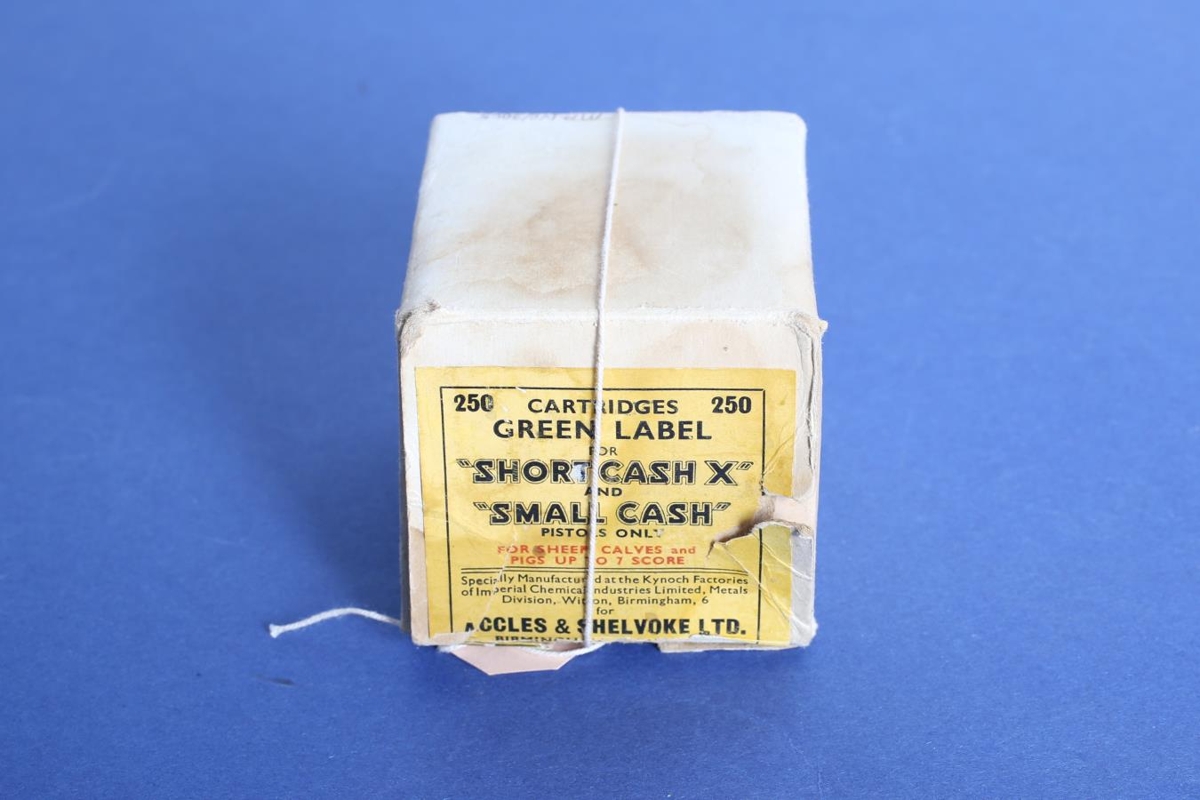 250 CARTRIDGES 250
GREEN LABEL
FOR
"SHORT CASH X"
AND
"SMALL CASH"
PISTOLS ONLY
FOR SHEEP, CALVES and
PIGS UP TO 7 SCORE
Specially Manufactured at the Kynoch Factories
of Imperial Chemical Industries Limited, Metals
Division, Witton, Birmingham, 6
for
ACCLES & SHELVOKE LTD.